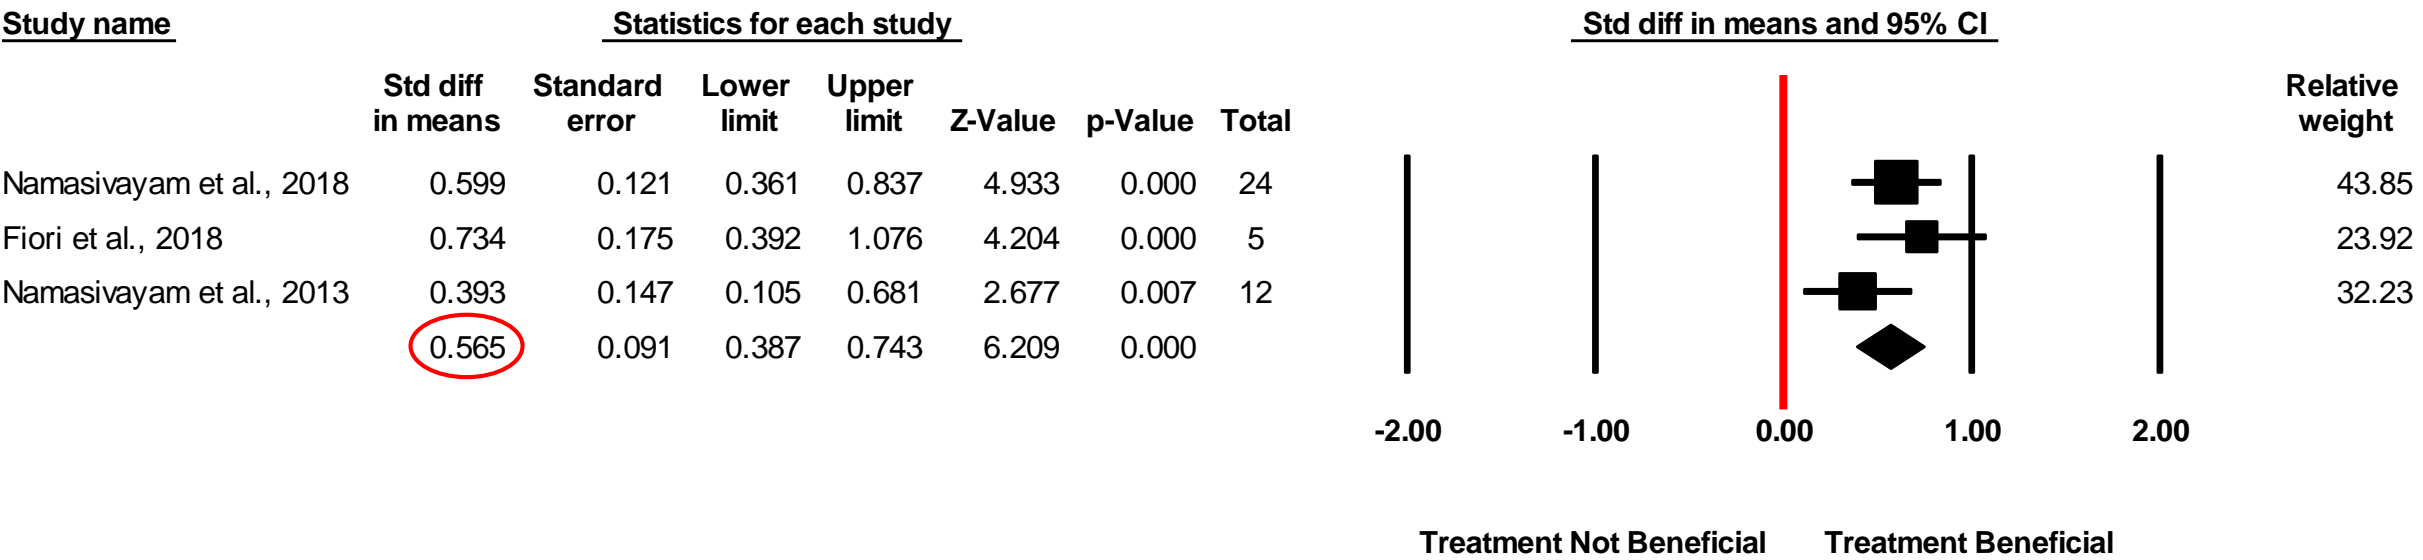 Study name Statistics for each study Std diff in means and 95% CI
Std diff Standard Lower Upper Relative
in means error limit limit Z-Value p-Value Total weight
Namasivayam et al., 2018 0.599 0.121 0.361 0.837 4.933 0.000 24 43.85
Fiori et al., 2018 0.734 0.175 0.392 1.076 4.204 0.000 5 23.92
Namasivayam et al., 2013 0.393 0.147 0.105 0.681 2.677 0.007 12 32.23
0.565 0.091 0.387 0.743 6.209 0.000
-2.00 -1.00 0.00 1.00 2.00
Treatment Not Beneficial Treatment Beneficial